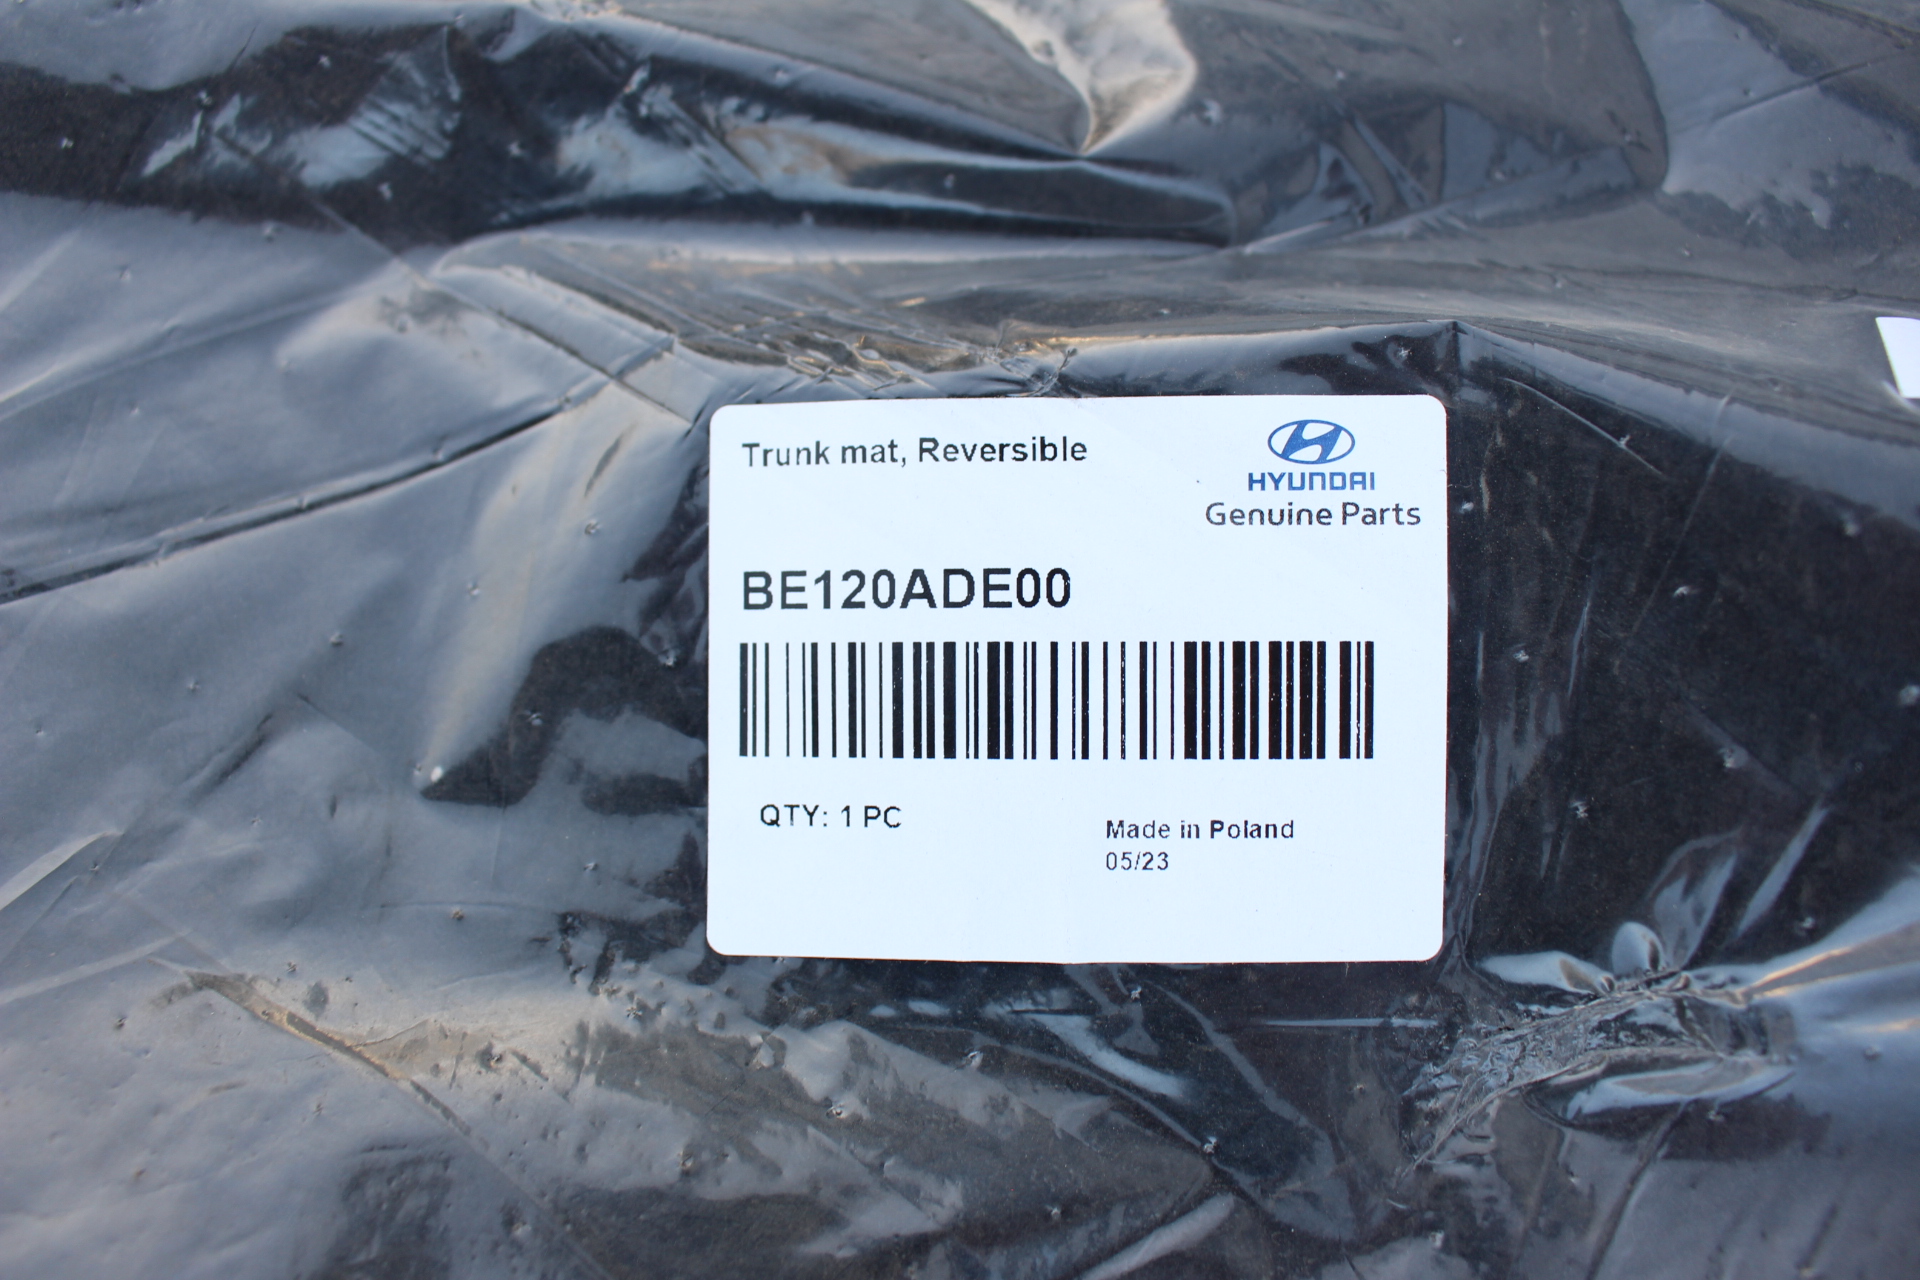 Trunk mat, Reversible
HYUNDAI
Genuine Parts
BE120ADE00
QTY: 1 PC
Made in Poland
05/23